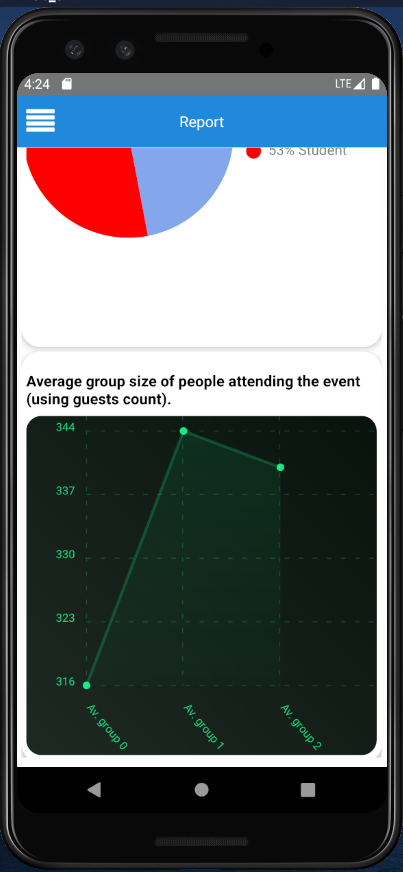 4:24
LTE
Report
53% Student
Average group size of people attending the event
(using guests count).
344
337
330
323
316
Av. group 0
Av. group 1
Av. group 2